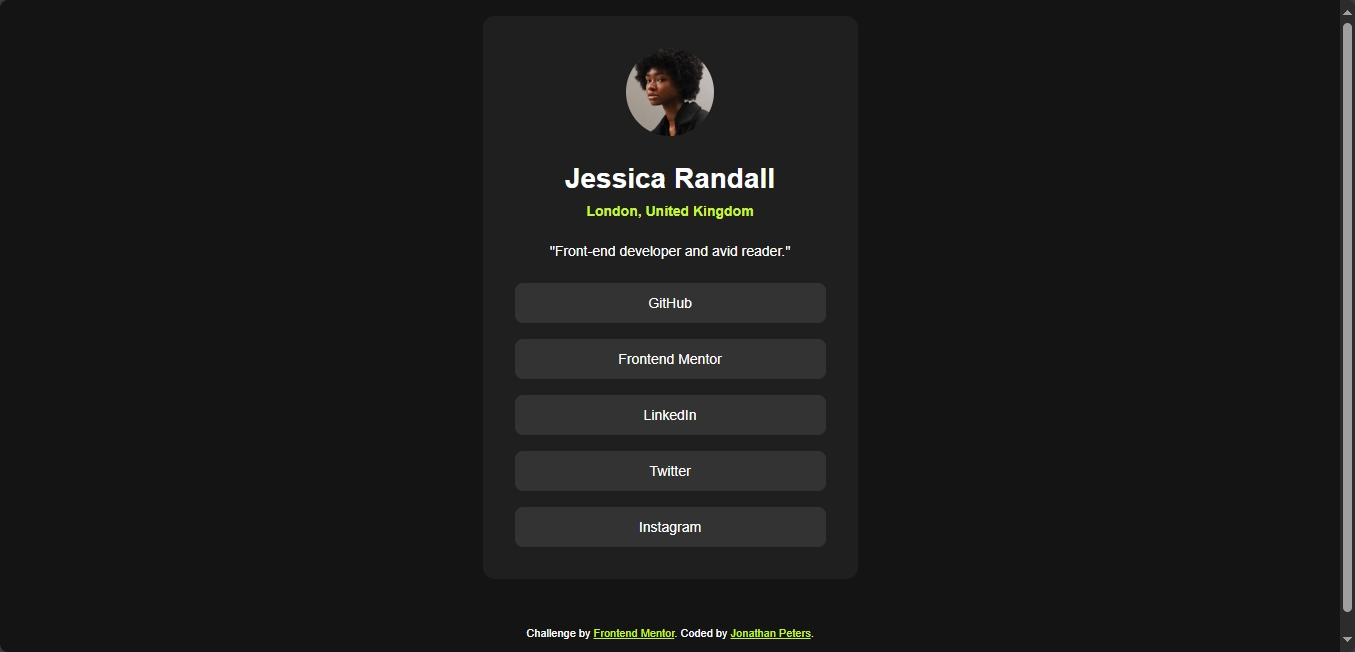 Jessica Randall
London, United Kingdom
"Front-end developer and avid reader."
GitHub
Frontend Mentor
LinkedIn
Twitter
Instagram
Challenge by Frontend Mentor. Coded by Jonathan Peters.